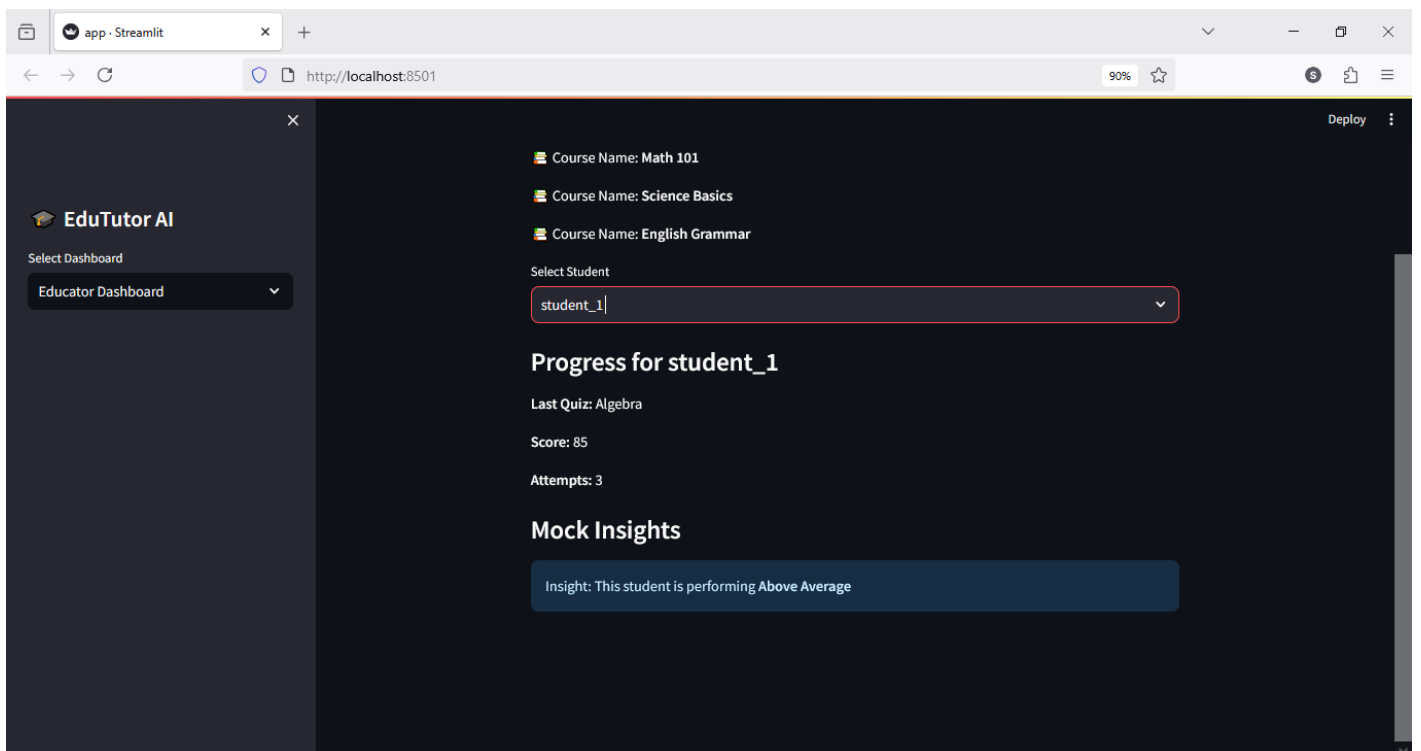 app · Streamlit
http://localhost:8501
90%
S
Deploy
🎓 EduTutor AI
Select Dashboard
Educator Dashboard
📚 Course Name: Math 101
📚 Course Name: Science Basics
📚 Course Name: English Grammar
Select Student
student_1
Progress for student_1
Last Quiz: Algebra
Score: 85
Attempts: 3
Mock Insights
Insight: This student is performing Above Average